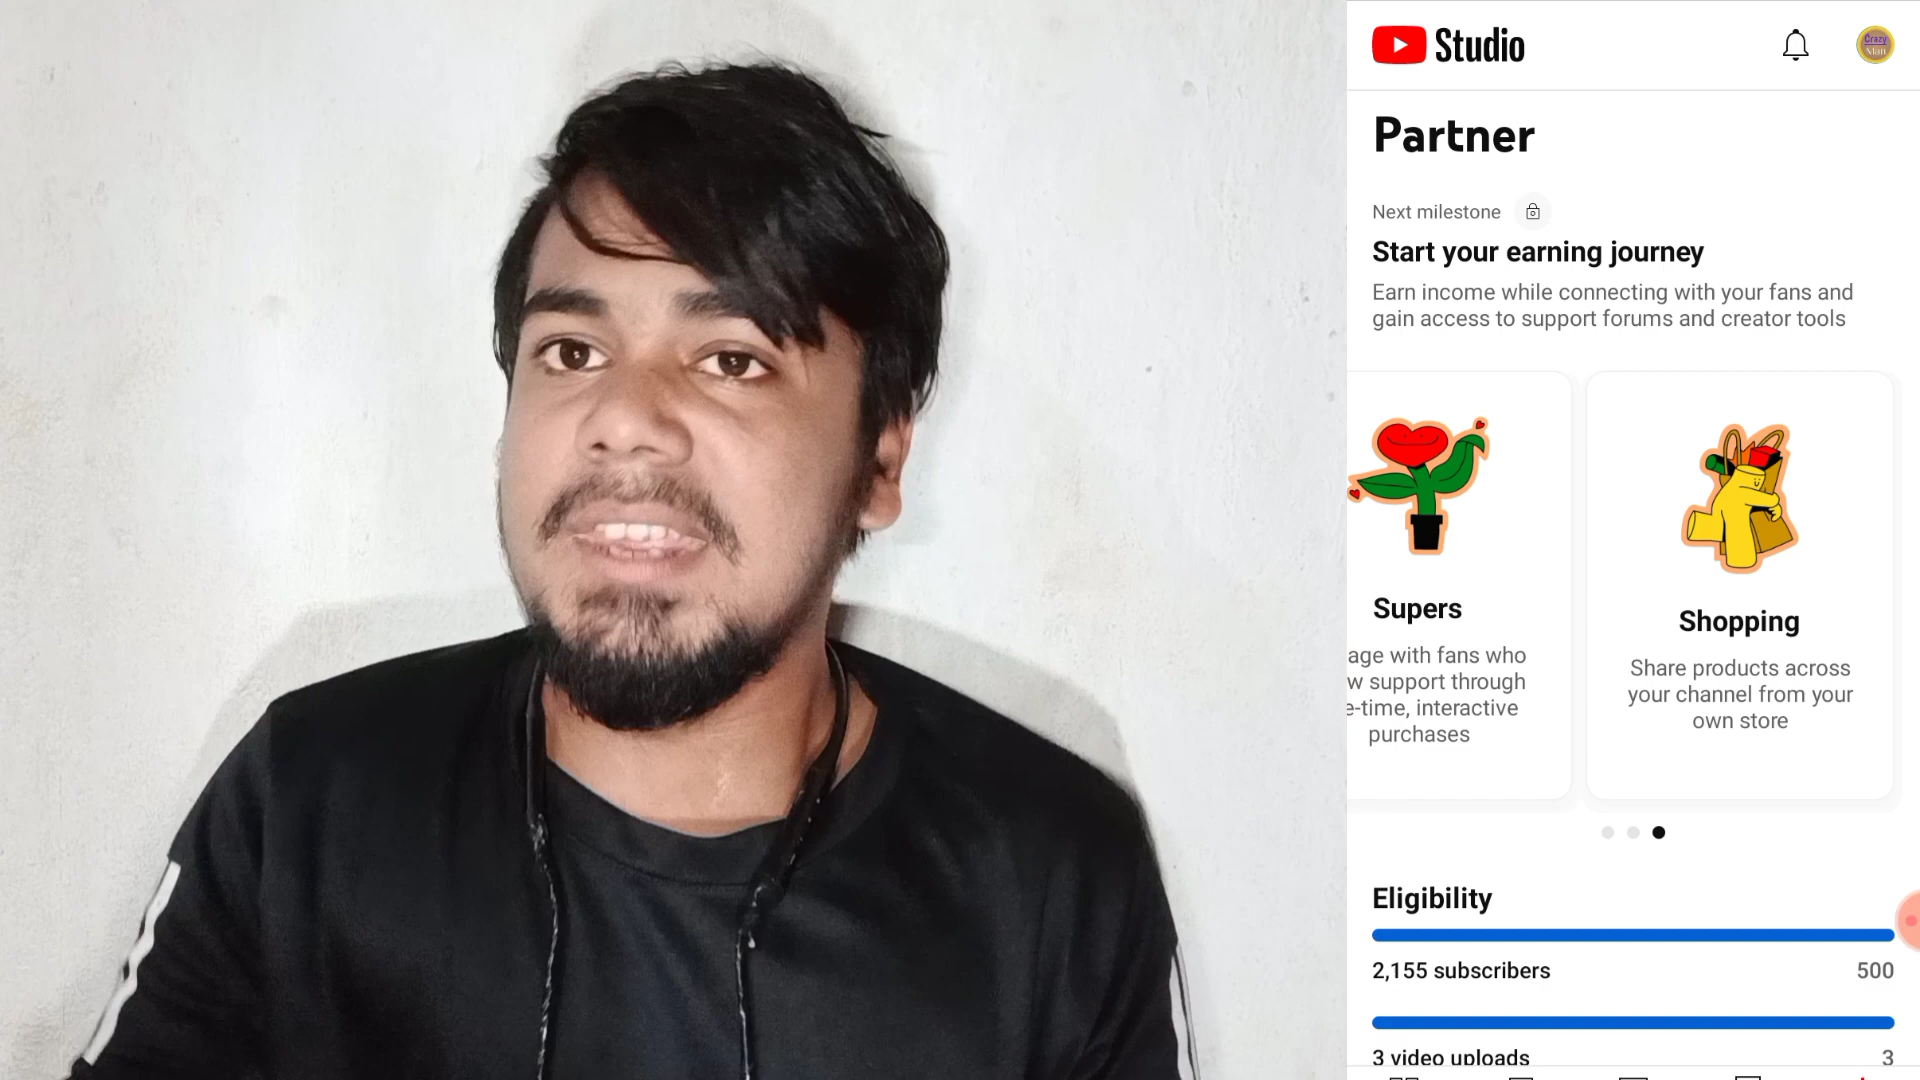 Studio
Crazy
Man
Partner
Next milestone
Start your earning journey
Earn income while connecting with your fans and
gain access to support forums and creator tools
Supers
age with fans who
w support through
e-time, interactive
purchases
Shopping
Share products across
your channel from your
own store
Eligibility
2,155 subscribers
500
3 video uploads
3